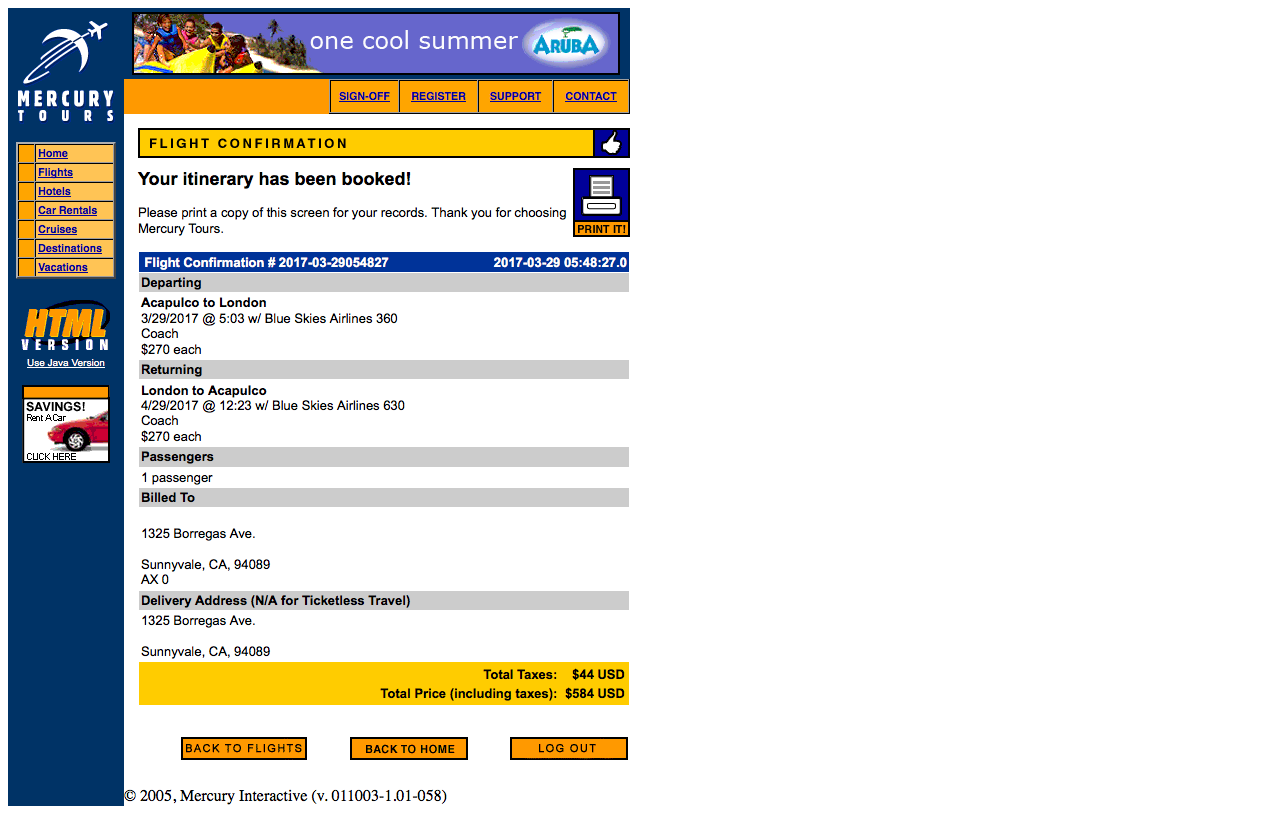 one cool summer ARUBA
MERCURY
TOURS
SIGN-OFF REGISTER SUPPORT CONTACT
Home
Flights
Hotels
Car Rentals
Cruises
Destinations
Vacations
HTML
VERSION
Use Java Version
SAVINGS!
Rent A Car
CLICK HERE
FLIGHT CONFIRMATION
Your itinerary has been booked!
PRINT IT!
Please print a copy of this screen for your records. Thank you for choosing
Mercury Tours.
Flight Confirmation # 2017-03-29054827 2017-03-29 05:48:27.0
Departing
Acapulco to London
3/29/2017 @ 5:03 w/ Blue Skies Airlines 360
Coach
$270 each
Returning
London to Acapulco
4/29/2017 @ 12:23 w/ Blue Skies Airlines 630
Coach
$270 each
Passengers
1 passenger
Billed To
1325 Borregas Ave.
Sunnyvale, CA, 94089
AX 0
Delivery Address (N/A for Ticketless Travel)
1325 Borregas Ave.
Sunnyvale, CA, 94089
Total Taxes: $44 USD
Total Price (including taxes): $584 USD
BACK TO FLIGHTS BACK TO HOME LOG OUT
© 2005, Mercury Interactive (v. 011003-1.01-058)